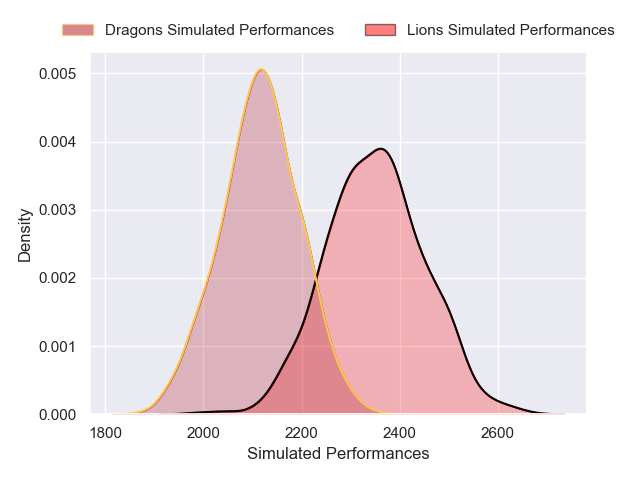 Dragons Simulated Performances
Lions Simulated Performances
0.005
0.004
0.003
0.002
0.001
0.000
Density
1800 2000 2200 2400 2600
Simulated Performances